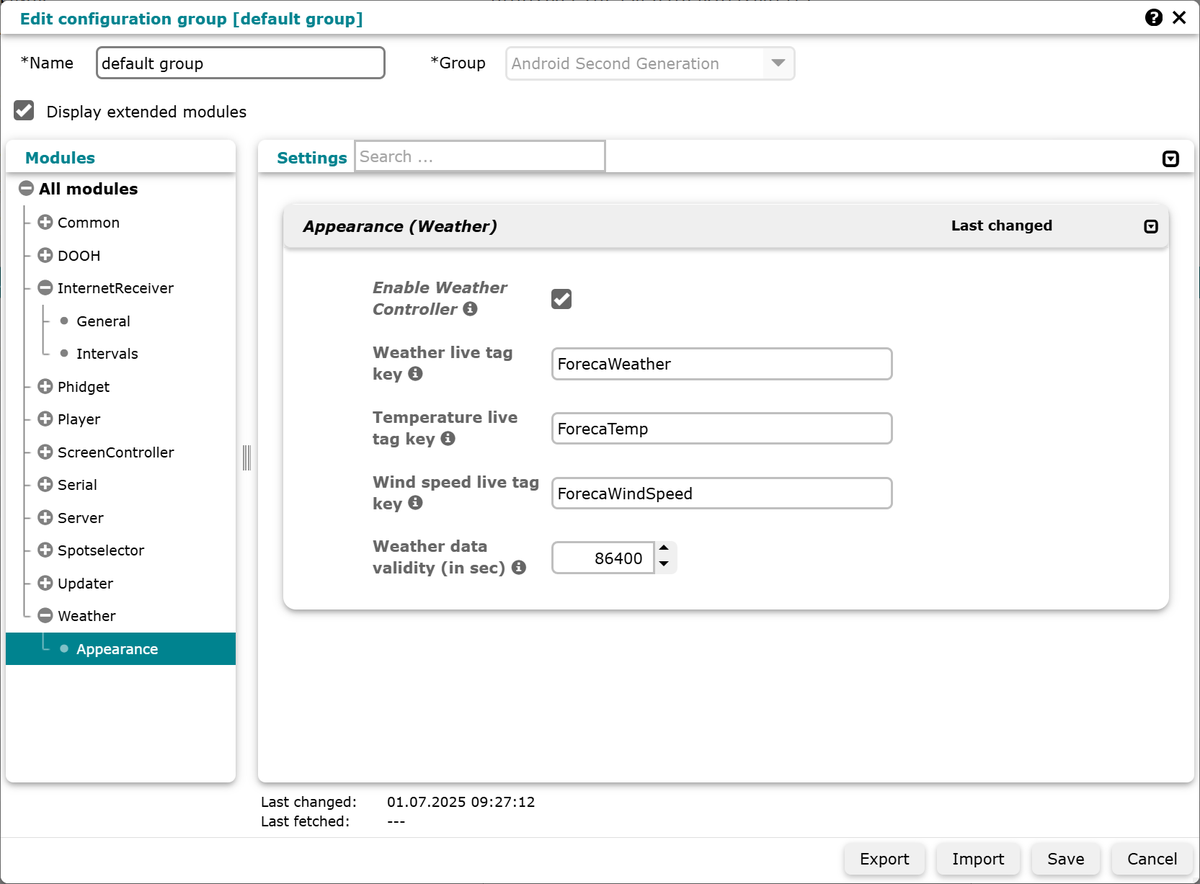 Edit configuration group [default group]
*Name
default group
*Group
Android Second Generation
Display extended modules
Modules
All modules
Common
DOOH
InternetReceiver
General
Intervals
Phidget
Player
ScreenController
Serial
Server
Spotselector
Updater
Weather
Appearance
Settings
Search ...
Appearance (Weather)
Last changed
Enable Weather
Controller
Weather live tag
key
ForecaWeather
Temperature live
tag key
ForecaTemp
Wind speed live tag
key
ForecaWindSpeed
Weather data
validity (in sec)
86400
Last changed: 01.07.2025 09:27:12
Last fetched: ---
Export
Import
Save
Cancel